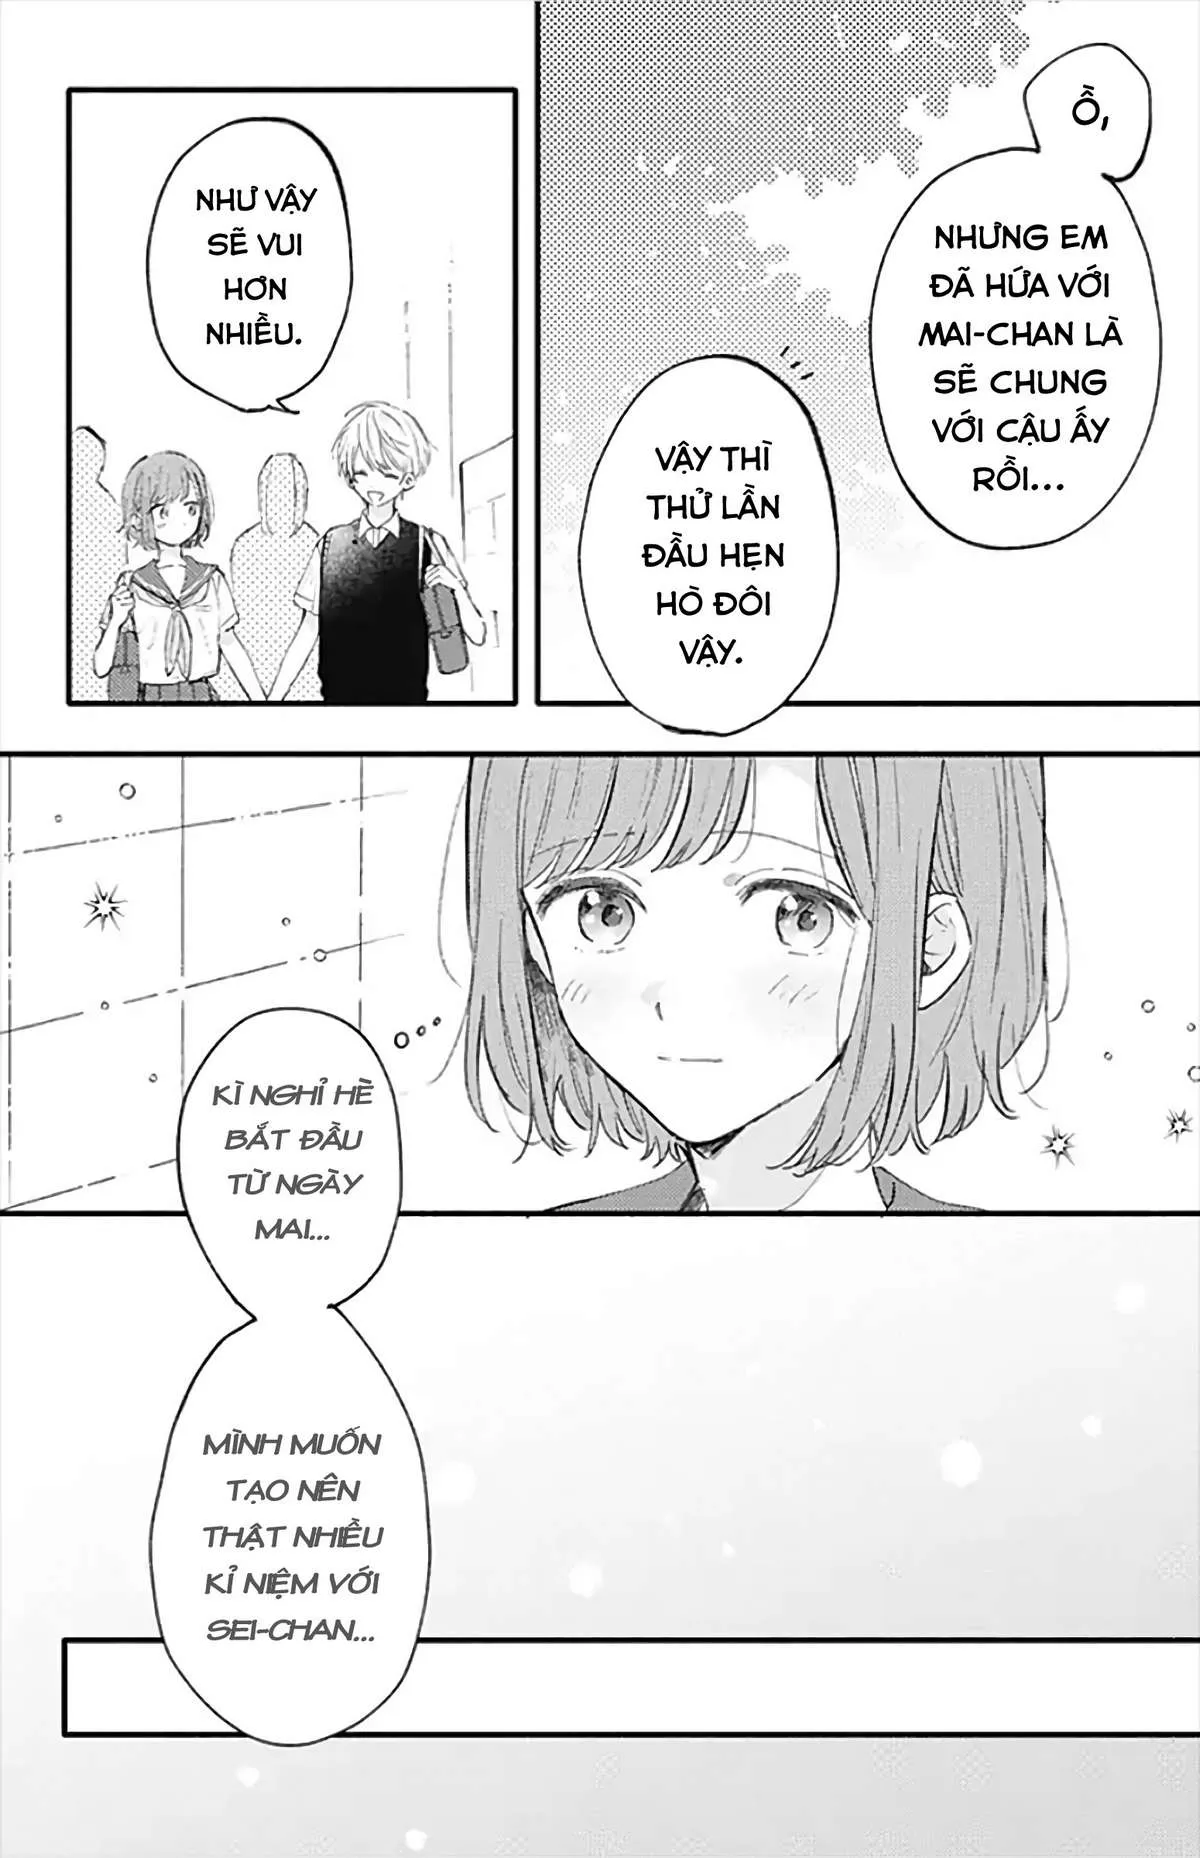 Ồ,
NHƯNG EM
ĐÃ HỨA VỚI
MAI-CHAN LÀ
SẼ CHUNG
VỚI CẬU ẤY
RỒI...
VẬY THÌ
THỬ LẦN
ĐẦU HẸN
HÒ ĐÔI
VẬY.
NHƯ VẬY
SẼ VUI
HƠN
NHIỀU.
KÌ NGHỈ HÈ
BẮT ĐẦU
TỪ NGÀY
MAI...
MÌNH MUỐN
TẠO NÊN
THẬT NHIỀU
KỈ NIỆM VỚI
SEI-CHAN...